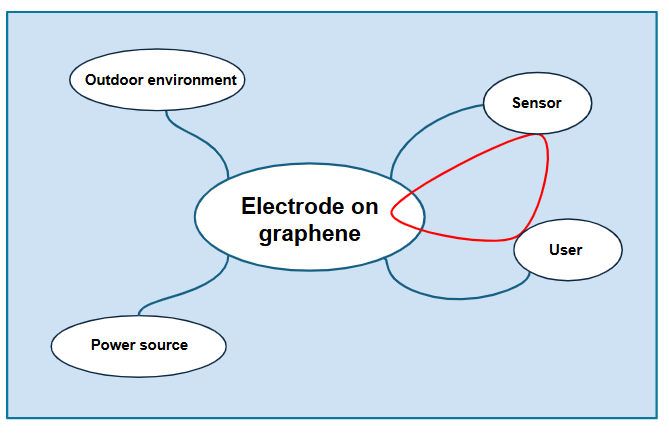 Outdoor environment
Sensor
Electrode on
graphene
User
Power source